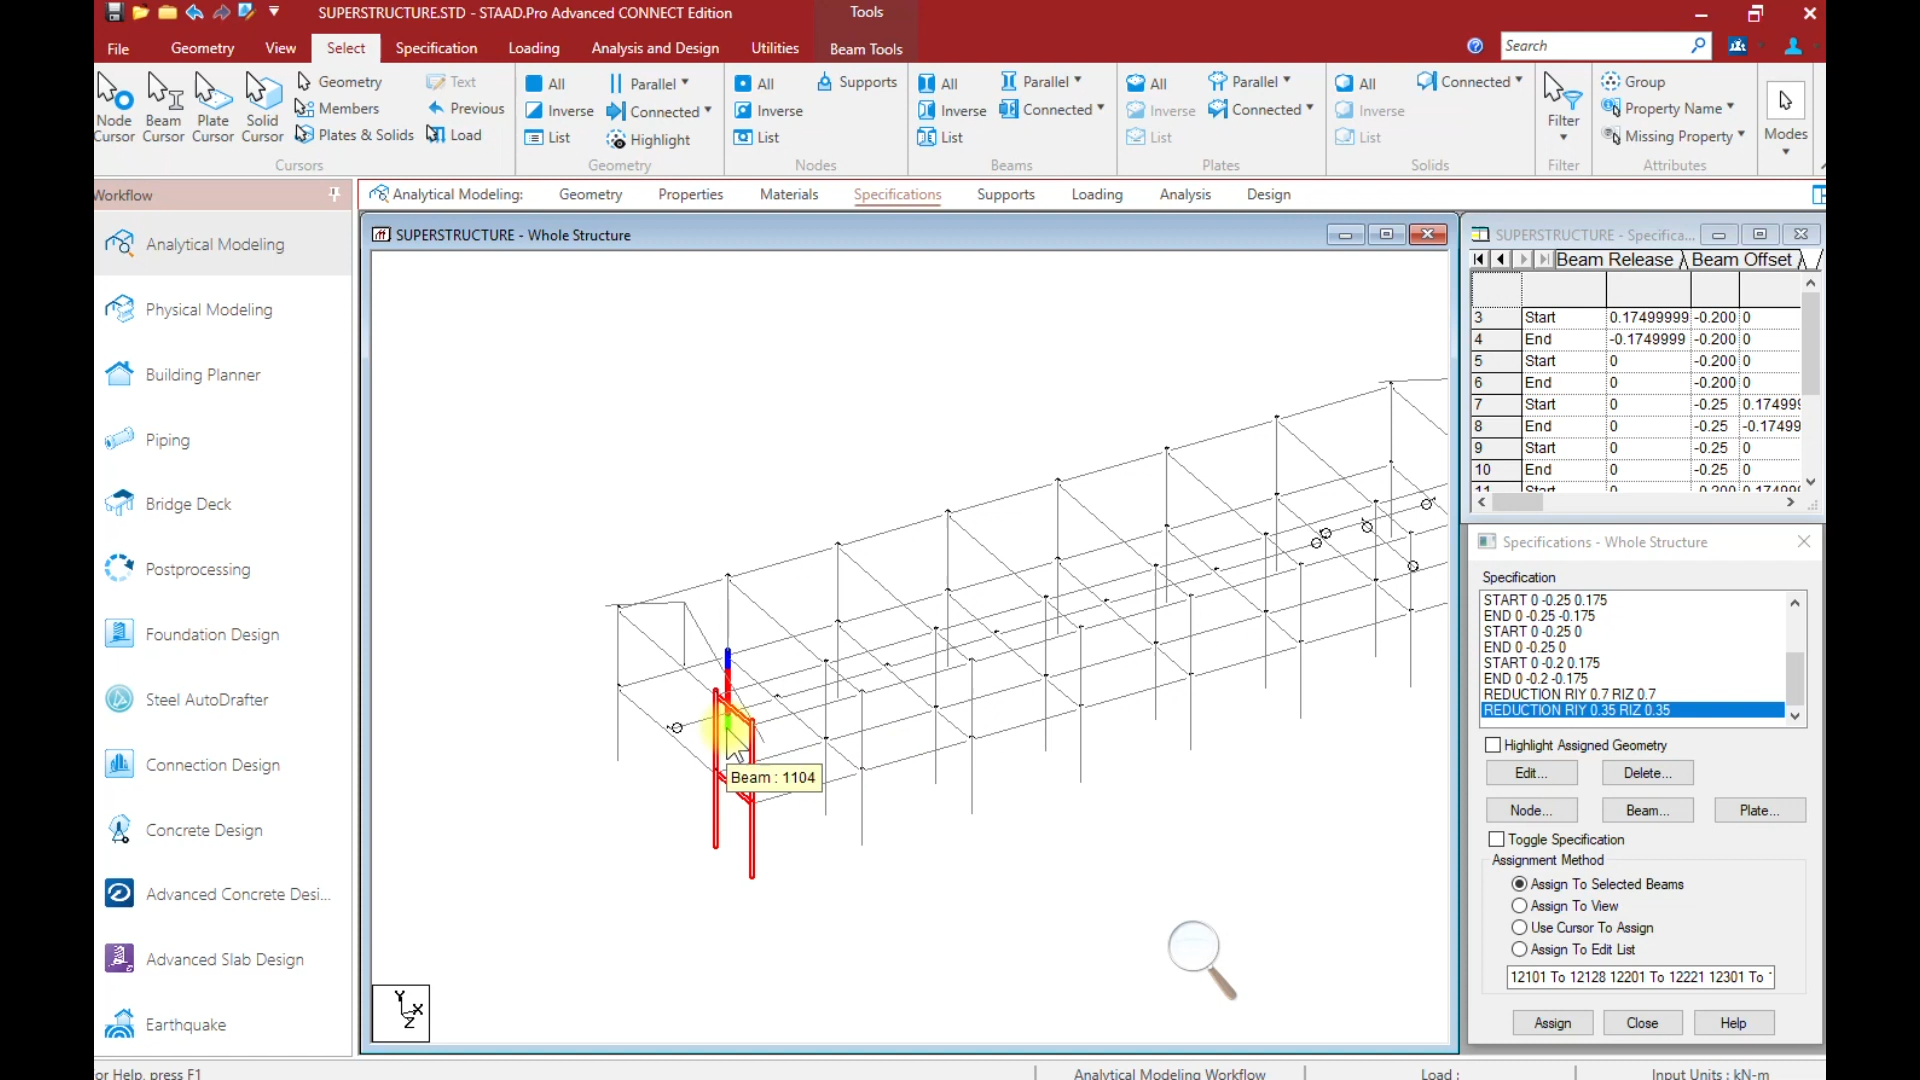 SUPERSTRUCTURE.STD - STAAD.Pro Advanced CONNECT Edition
Tools
File
Geometry
View
Select
Specification
Loading
Analysis and Design
Utilities
Beam Tools
Search
Node Cursor
Beam Cursor
Plate Cursor
Solid Cursor
Geometry
Members
Plates & Solids
Text
Previous
Load
Cursors
All
Inverse
List
Parallel
Connected
Highlight
Geometry
All
Inverse
List
Supports
Nodes
All
Inverse
List
Parallel
Connected
Beams
All
Inverse
List
Parallel
Connected
Plates
All
Inverse
List
Connected
Solids
Filter
Filter
Group
Property Name
Missing Property
Attributes
Modes
Workflow
Analytical Modeling:
Geometry
Properties
Materials
Specifications
Supports
Loading
Analysis
Design
Analytical Modeling
Physical Modeling
Building Planner
Piping
Bridge Deck
Postprocessing
Foundation Design
Steel AutoDrafter
Connection Design
Concrete Design
Advanced Concrete Desi...
Advanced Slab Design
Earthquake
SUPERSTRUCTURE - Whole Structure
Beam : 1104
Y
X
Z
SUPERSTRUCTURE - Specifica...
Beam Release
Beam Offset
3 Start 0.17499999 -0.200 0
4 End -0.1749999 -0.200 0
5 Start 0 -0.200 0
6 End 0 -0.200 0
7 Start 0 -0.25 0.17499
8 End 0 -0.25 -0.17499
9 Start 0 -0.25 0
10 End 0 -0.25 0
11 Start 0 -0.200 0.17499
Specifications - Whole Structure
Specification
START 0 -0.25 0.175
END 0 -0.25 -0.175
START 0 -0.25 0
END 0 -0.25 0
START 0 -0.2 0.175
END 0 -0.2 -0.175
REDUCTION RIY 0.7 RIZ 0.7
REDUCTION RIY 0.35 RIZ 0.35
Highlight Assigned Geometry
Edit...
Delete...
Node...
Beam...
Plate...
Toggle Specification
Assignment Method
Assign To Selected Beams
Assign To View
Use Cursor To Assign
Assign To Edit List
12101 To 12128 12201 To 12221 12301 To
Assign
Close
Help
or Help, press F1
Analytical Modeling Workflow
Load :
Input Units : kN-m